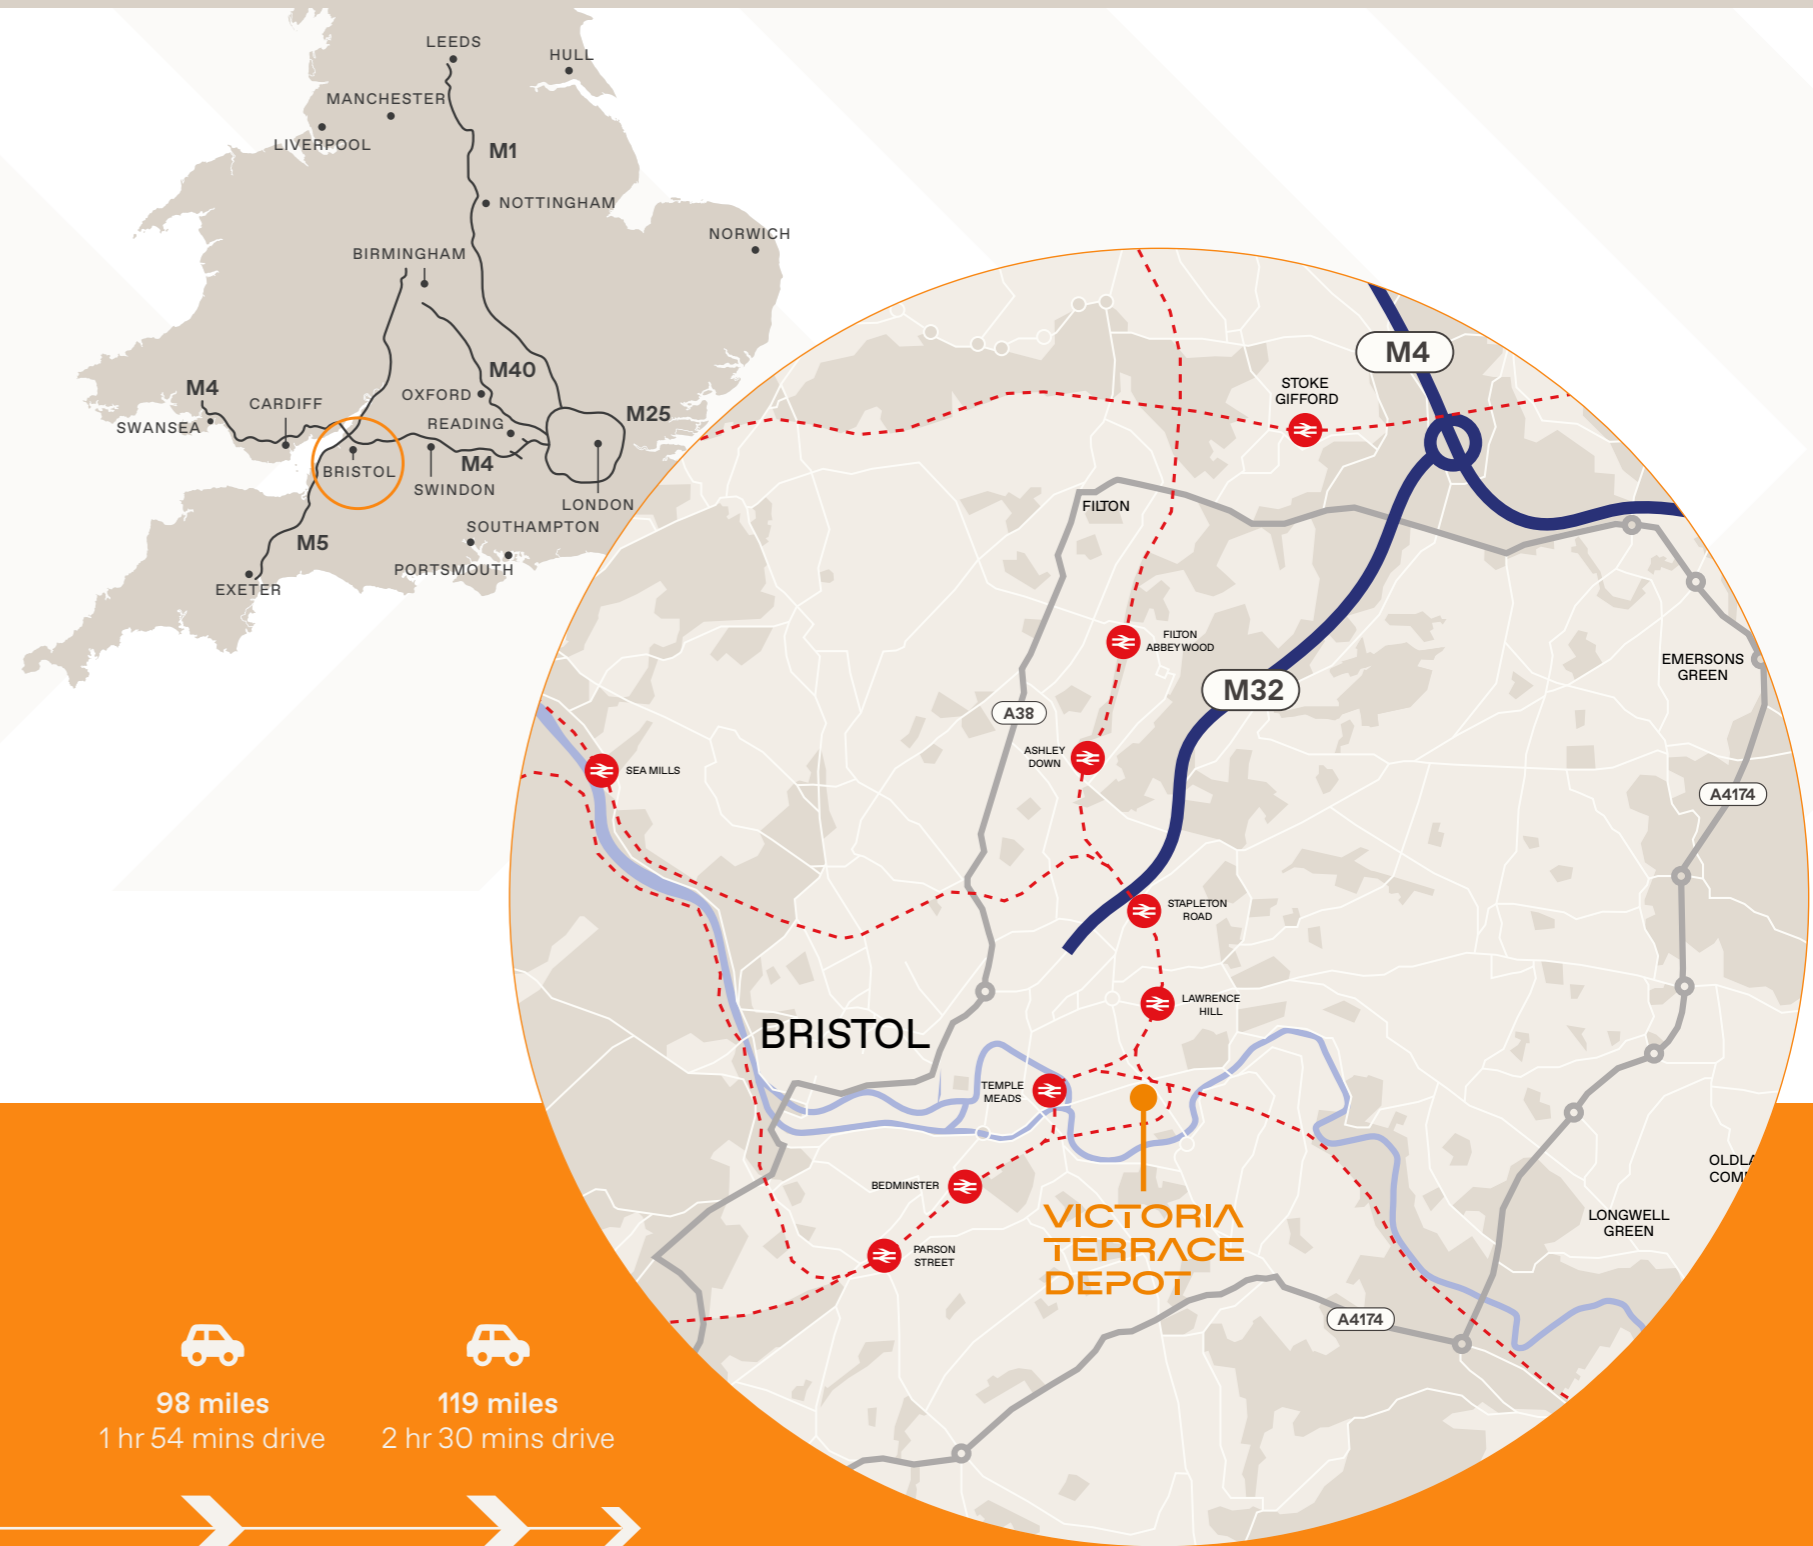 LEEDS
HULL
MANCHESTER
LIVERPOOL
M1
NOTTINGHAM
NORWICH
BIRMINGHAM
M40
M4
OXFORD
CARDIFF
M25
READING
SWANSEA
M4
BRISTOL
SWINDON
LONDON
SOUTHAMPTON
M5
PORTSMOUTH
EXETER
M4
STOKE
GIFFORD
FILTON
FILTON
ABBEY WOOD
EMERSONS
GREEN
M32
A38
ASHLEY
DOWN
SEA MILLS
A4174
STAPLETON
ROAD
LAWRENCE
HILL
BRISTOL
TEMPLE
MEADS
BEDMINSTER
LONGWELL
GREEN
VICTORIA
TERRACE
DEPOT
PARSON
STREET
A4174
98 miles
1 hr 54 mins drive
119 miles
2 hr 30 mins drive